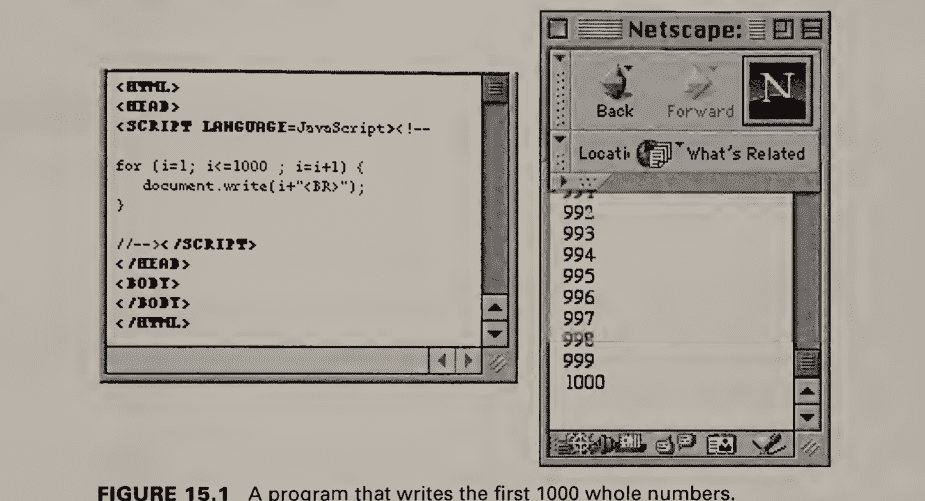 <HTML>
<HEAD>
<SCRIPT LANGUAGE=JavaScript><!--
for (i=1; i<=1000 ; i=i+1) {
document.write(i+"<BR>");
}
//--></SCRIPT>
</HEAD>
<BODY>
</BODY>
</HTML>
Netscape:
N
Back Forward
Locati What's Related
991
992
993
994
995
996
997
998
999
1000
FIGURE 15.1 A program that writes the first 1000 whole numbers.